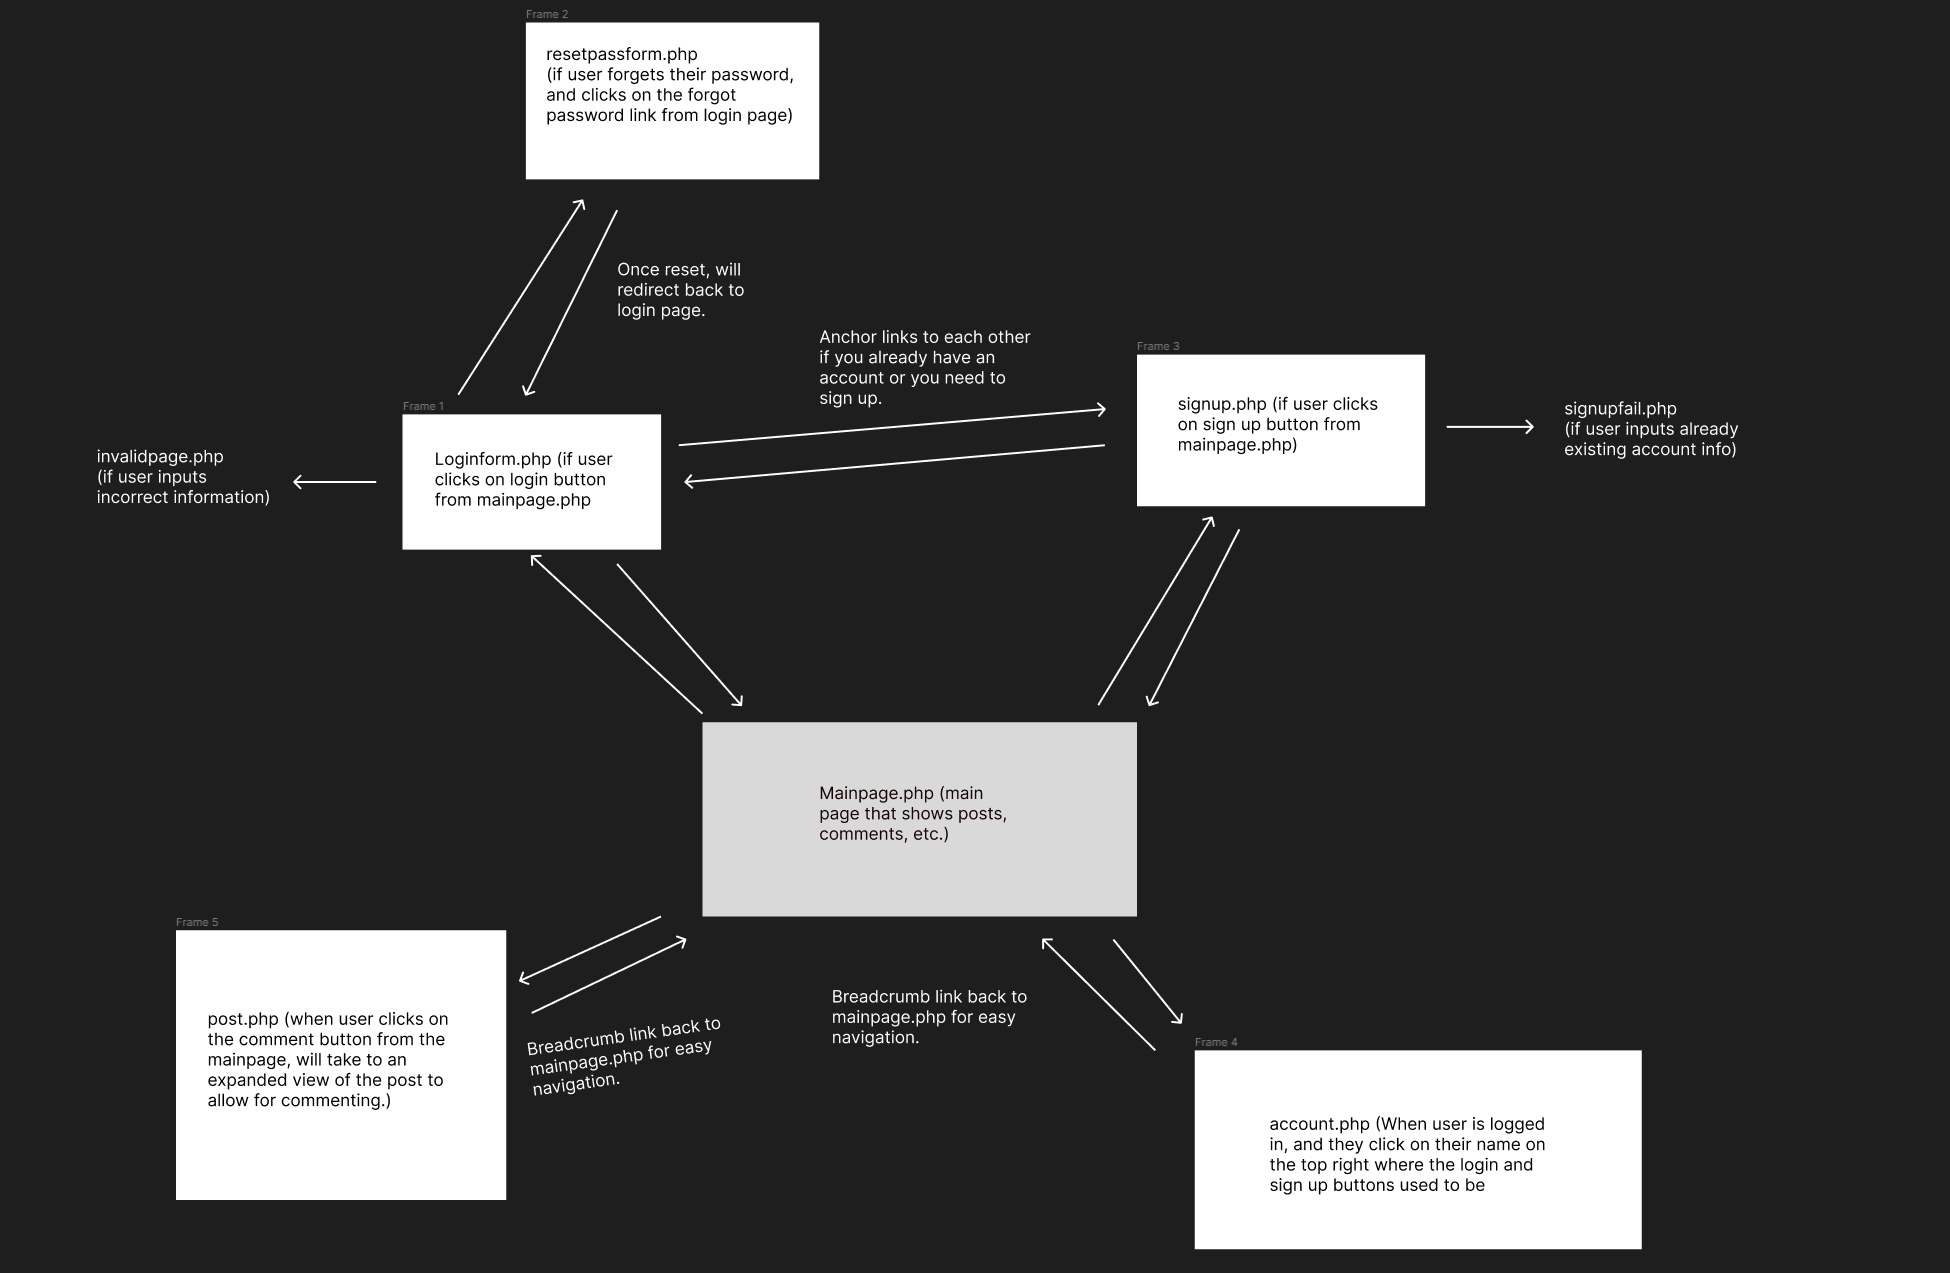 Frame 2
resetpassform.php
(if user forgets their password,
and clicks on the forgot
password link from login page)
Once reset, will
redirect back to
login page.
Anchor links to each other
if you already have an
account or you need to
sign up.
Frame 3
signup.php (if user clicks
on sign up button from
mainpage.php)
signupfail.php
(if user inputs already
existing account info)
Frame 1
Loginform.php (if user
clicks on login button
from mainpage.php
invalidpage.php
(if user inputs
incorrect information)
Mainpage.php (main
page that shows posts,
comments, etc.)
Frame 5
post.php (when user clicks on
the comment button from the
mainpage, will take to an
expanded view of the post to
allow for commenting.)
Breadcrumb link back to
mainpage.php for easy
navigation.
Breadcrumb link back to
mainpage.php for easy
navigation.
Frame 4
account.php (When user is logged
in, and they click on their name on
the top right where the login and
sign up buttons used to be